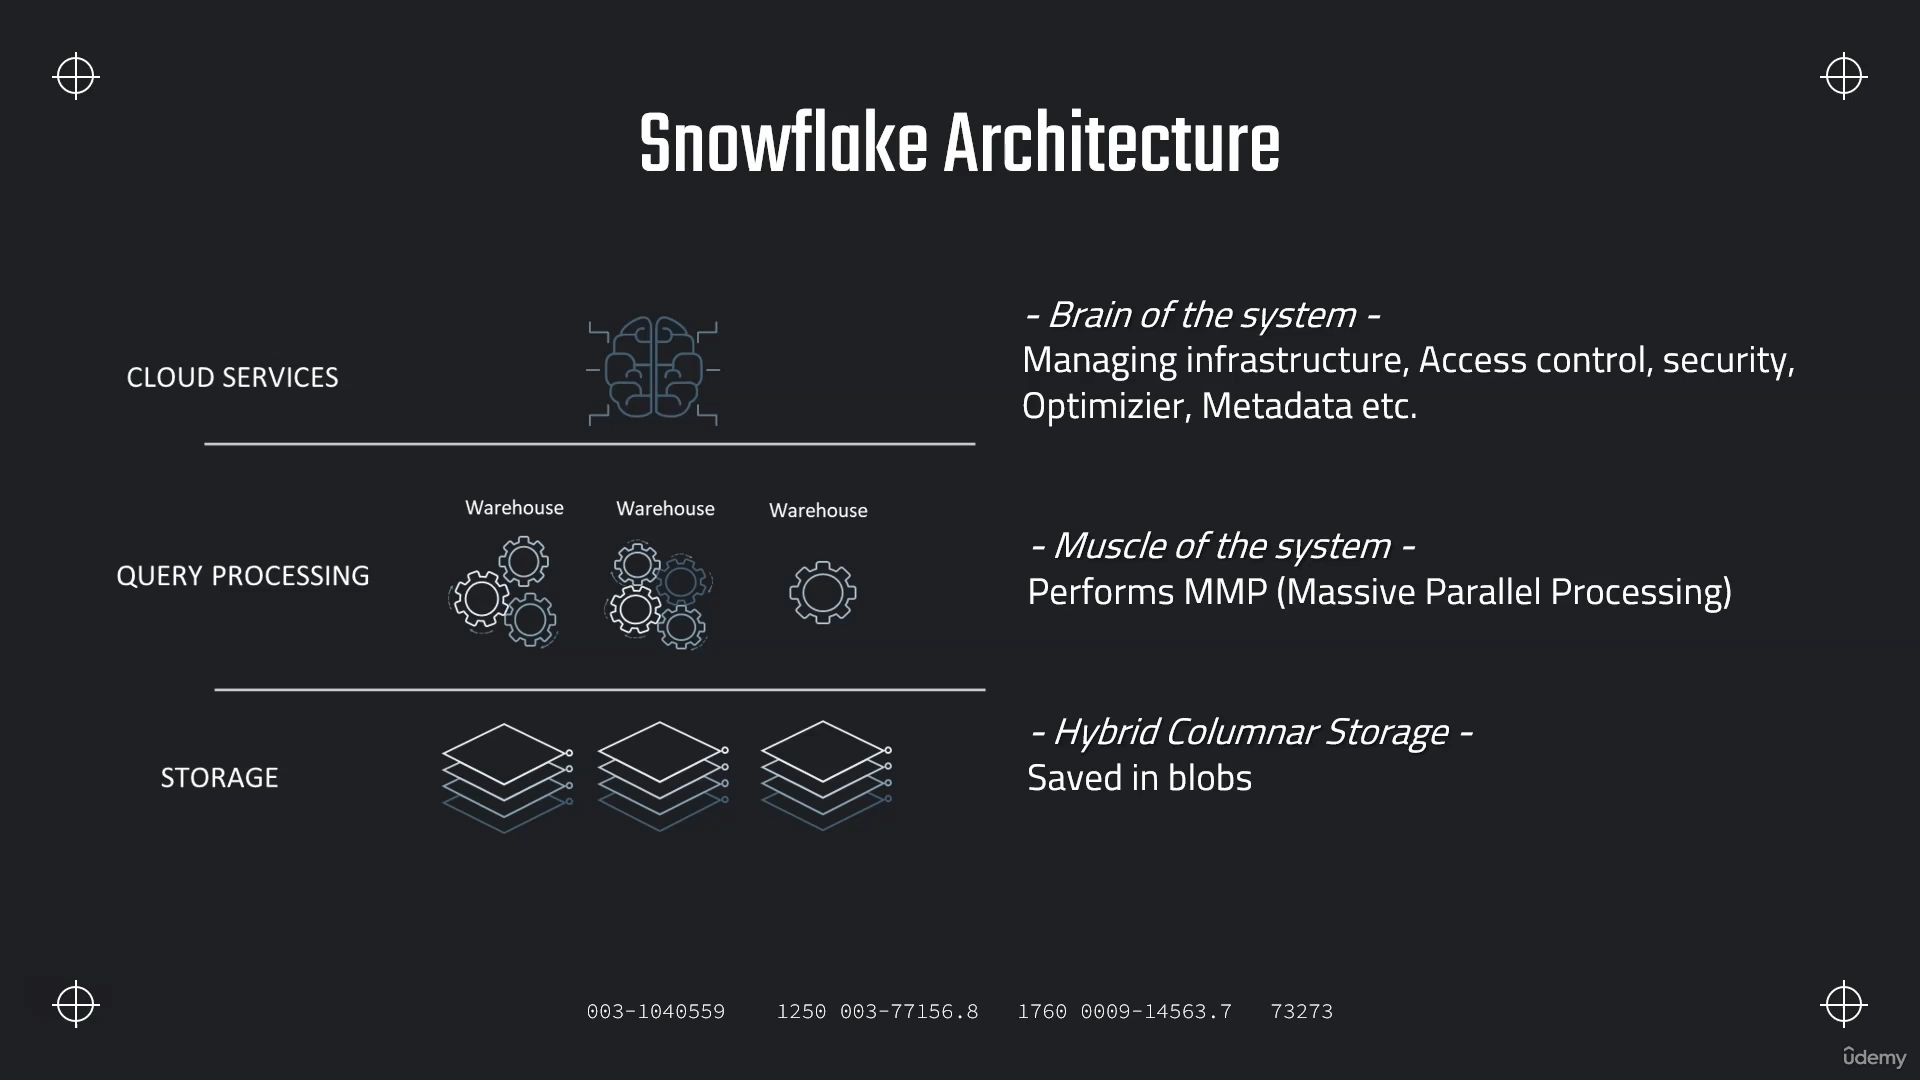 Snowflake Architecture
- Brain of the system -
Managing infrastructure, Access control, security,
Optimizier, Metadata etc.
CLOUD SERVICES
Warehouse Warehouse Warehouse
QUERY PROCESSING
- Muscle of the system -
Performs MMP (Massive Parallel Processing)
STORAGE
- Hybrid Columnar Storage -
Saved in blobs
003-1040559 1250 003-77156.8 1760 0009-14563.7 73273
ûdemy